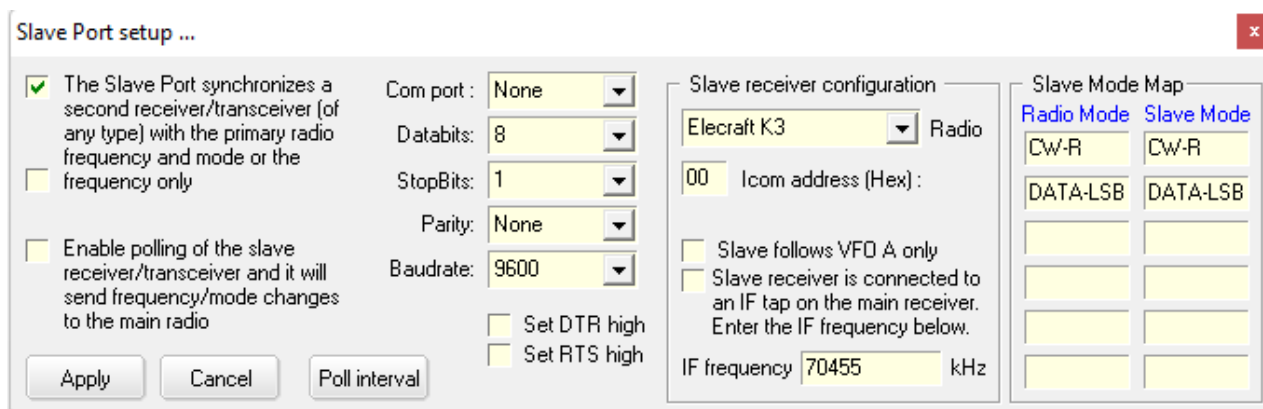 Slave Port setup ...
x
The Slave Port synchronizes a
second receiver/transceiver (of
any type) with the primary radio
frequency and mode or the
frequency only
Enable polling of the slave
receiver/transceiver and it will
send frequency/mode changes
to the main radio
Apply
Cancel
Poll interval
Com port : None
Databits: 8
StopBits: 1
Parity: None
Baudrate: 9600
Set DTR high
Set RTS high
Slave receiver configuration
Elecraft K3 Radio
00 Icom address (Hex) :
Slave follows VFO A only
Slave receiver is connected to
an IF tap on the main receiver.
Enter the IF frequency below.
IF frequency 70455 kHz
Slave Mode Map
Radio Mode Slave Mode
CW-R CW-R
DATA-LSB DATA-LSB